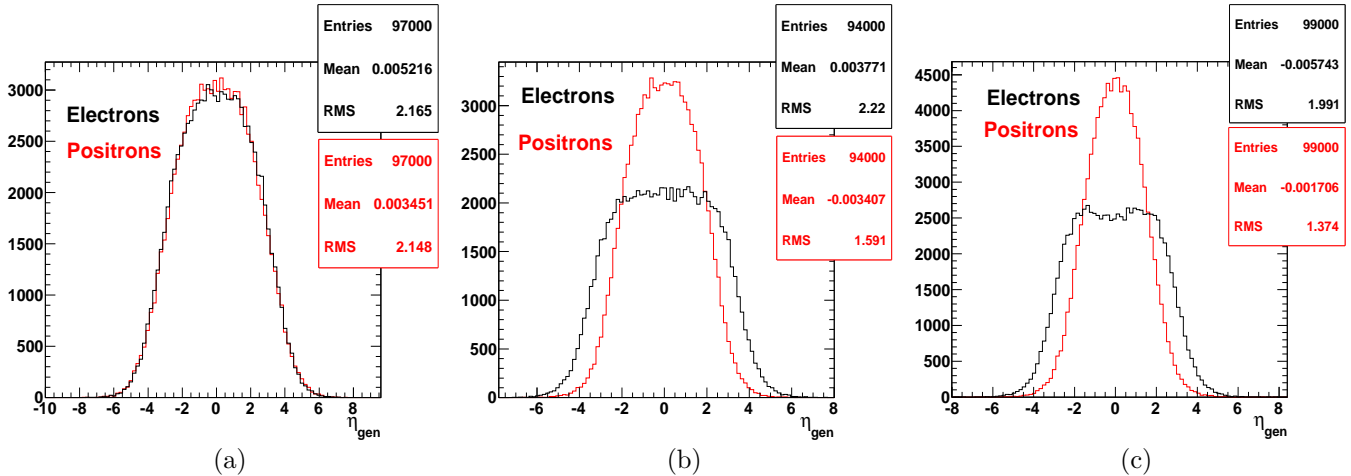 Entries 97000
Mean 0.005216
RMS 2.165
Entries 97000
Mean 0.003451
RMS 2.148
Electrons
Positrons
3000
2500
2000
1500
1000
500
0
-10 -8 -6 -4 -2 0 2 4 6 8
ηgen
(a)
Entries 94000
Mean 0.003771
RMS 2.22
Entries 94000
Mean -0.003407
RMS 1.591
Electrons
Positrons
3000
2500
2000
1500
1000
500
0
-6 -4 -2 0 2 4 6 8
ηgen
(b)
Entries 99000
Mean -0.005743
RMS 1.991
Entries 99000
Mean -0.001706
RMS 1.374
Electrons
Positrons
4500
4000
3500
3000
2500
2000
1500
1000
500
0
-8 -6 -4 -2 0 2 4 6 8
ηgen
(c)